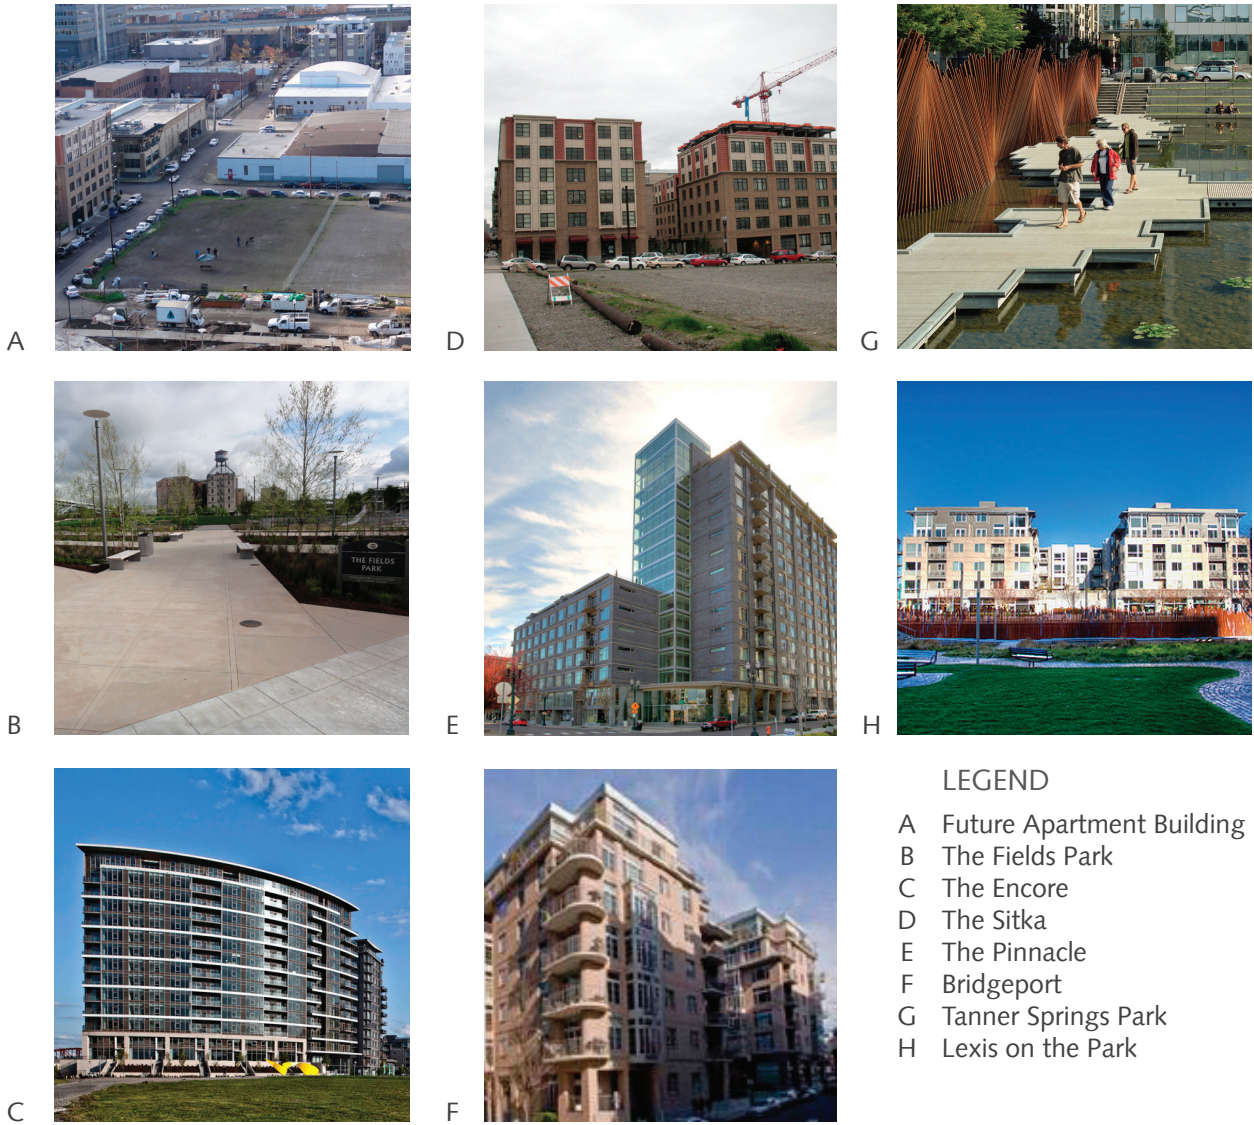 A
D
G
THE FIELDS
PARK
B
E
H
C
F
LEGEND
A Future Apartment Building
B The Fields Park
C The Encore
D The Sitka
E The Pinnacle
F Bridgeport
G Tanner Springs Park
H Lexis on the Park